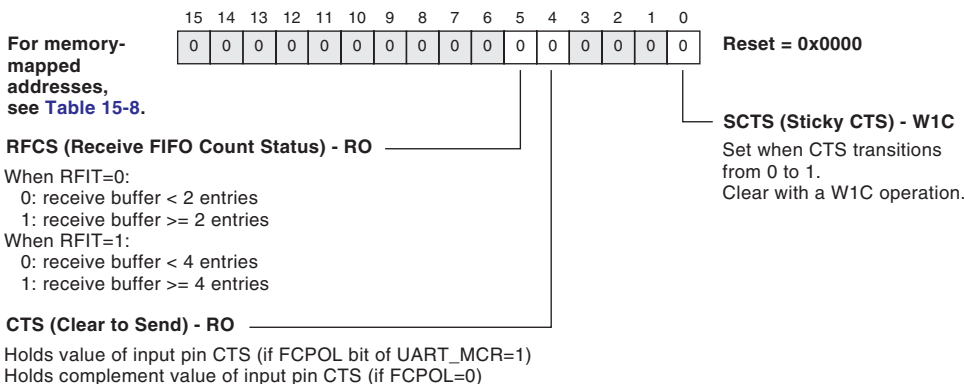 15 14 13 12 11 10 9 8 7 6 5 4 3 2 1 0
0 0 0 0 0 0 0 0 0 0 0 0 0 0 0 0
For memory-
mapped
addresses,
see Table 15-8.
Reset = 0x0000
RFCS (Receive FIFO Count Status) - RO
When RFIT=0:
0: receive buffer < 2 entries
1: receive buffer >= 2 entries
When RFIT=1:
0: receive buffer < 4 entries
1: receive buffer >= 4 entries
CTS (Clear to Send) - RO
Holds value of input pin CTS (if FCPOL bit of UART_MCR=1)
Holds complement value of input pin CTS (if FCPOL=0)
SCTS (Sticky CTS) - W1C
Set when CTS transitions
from 0 to 1.
Clear with a W1C operation.